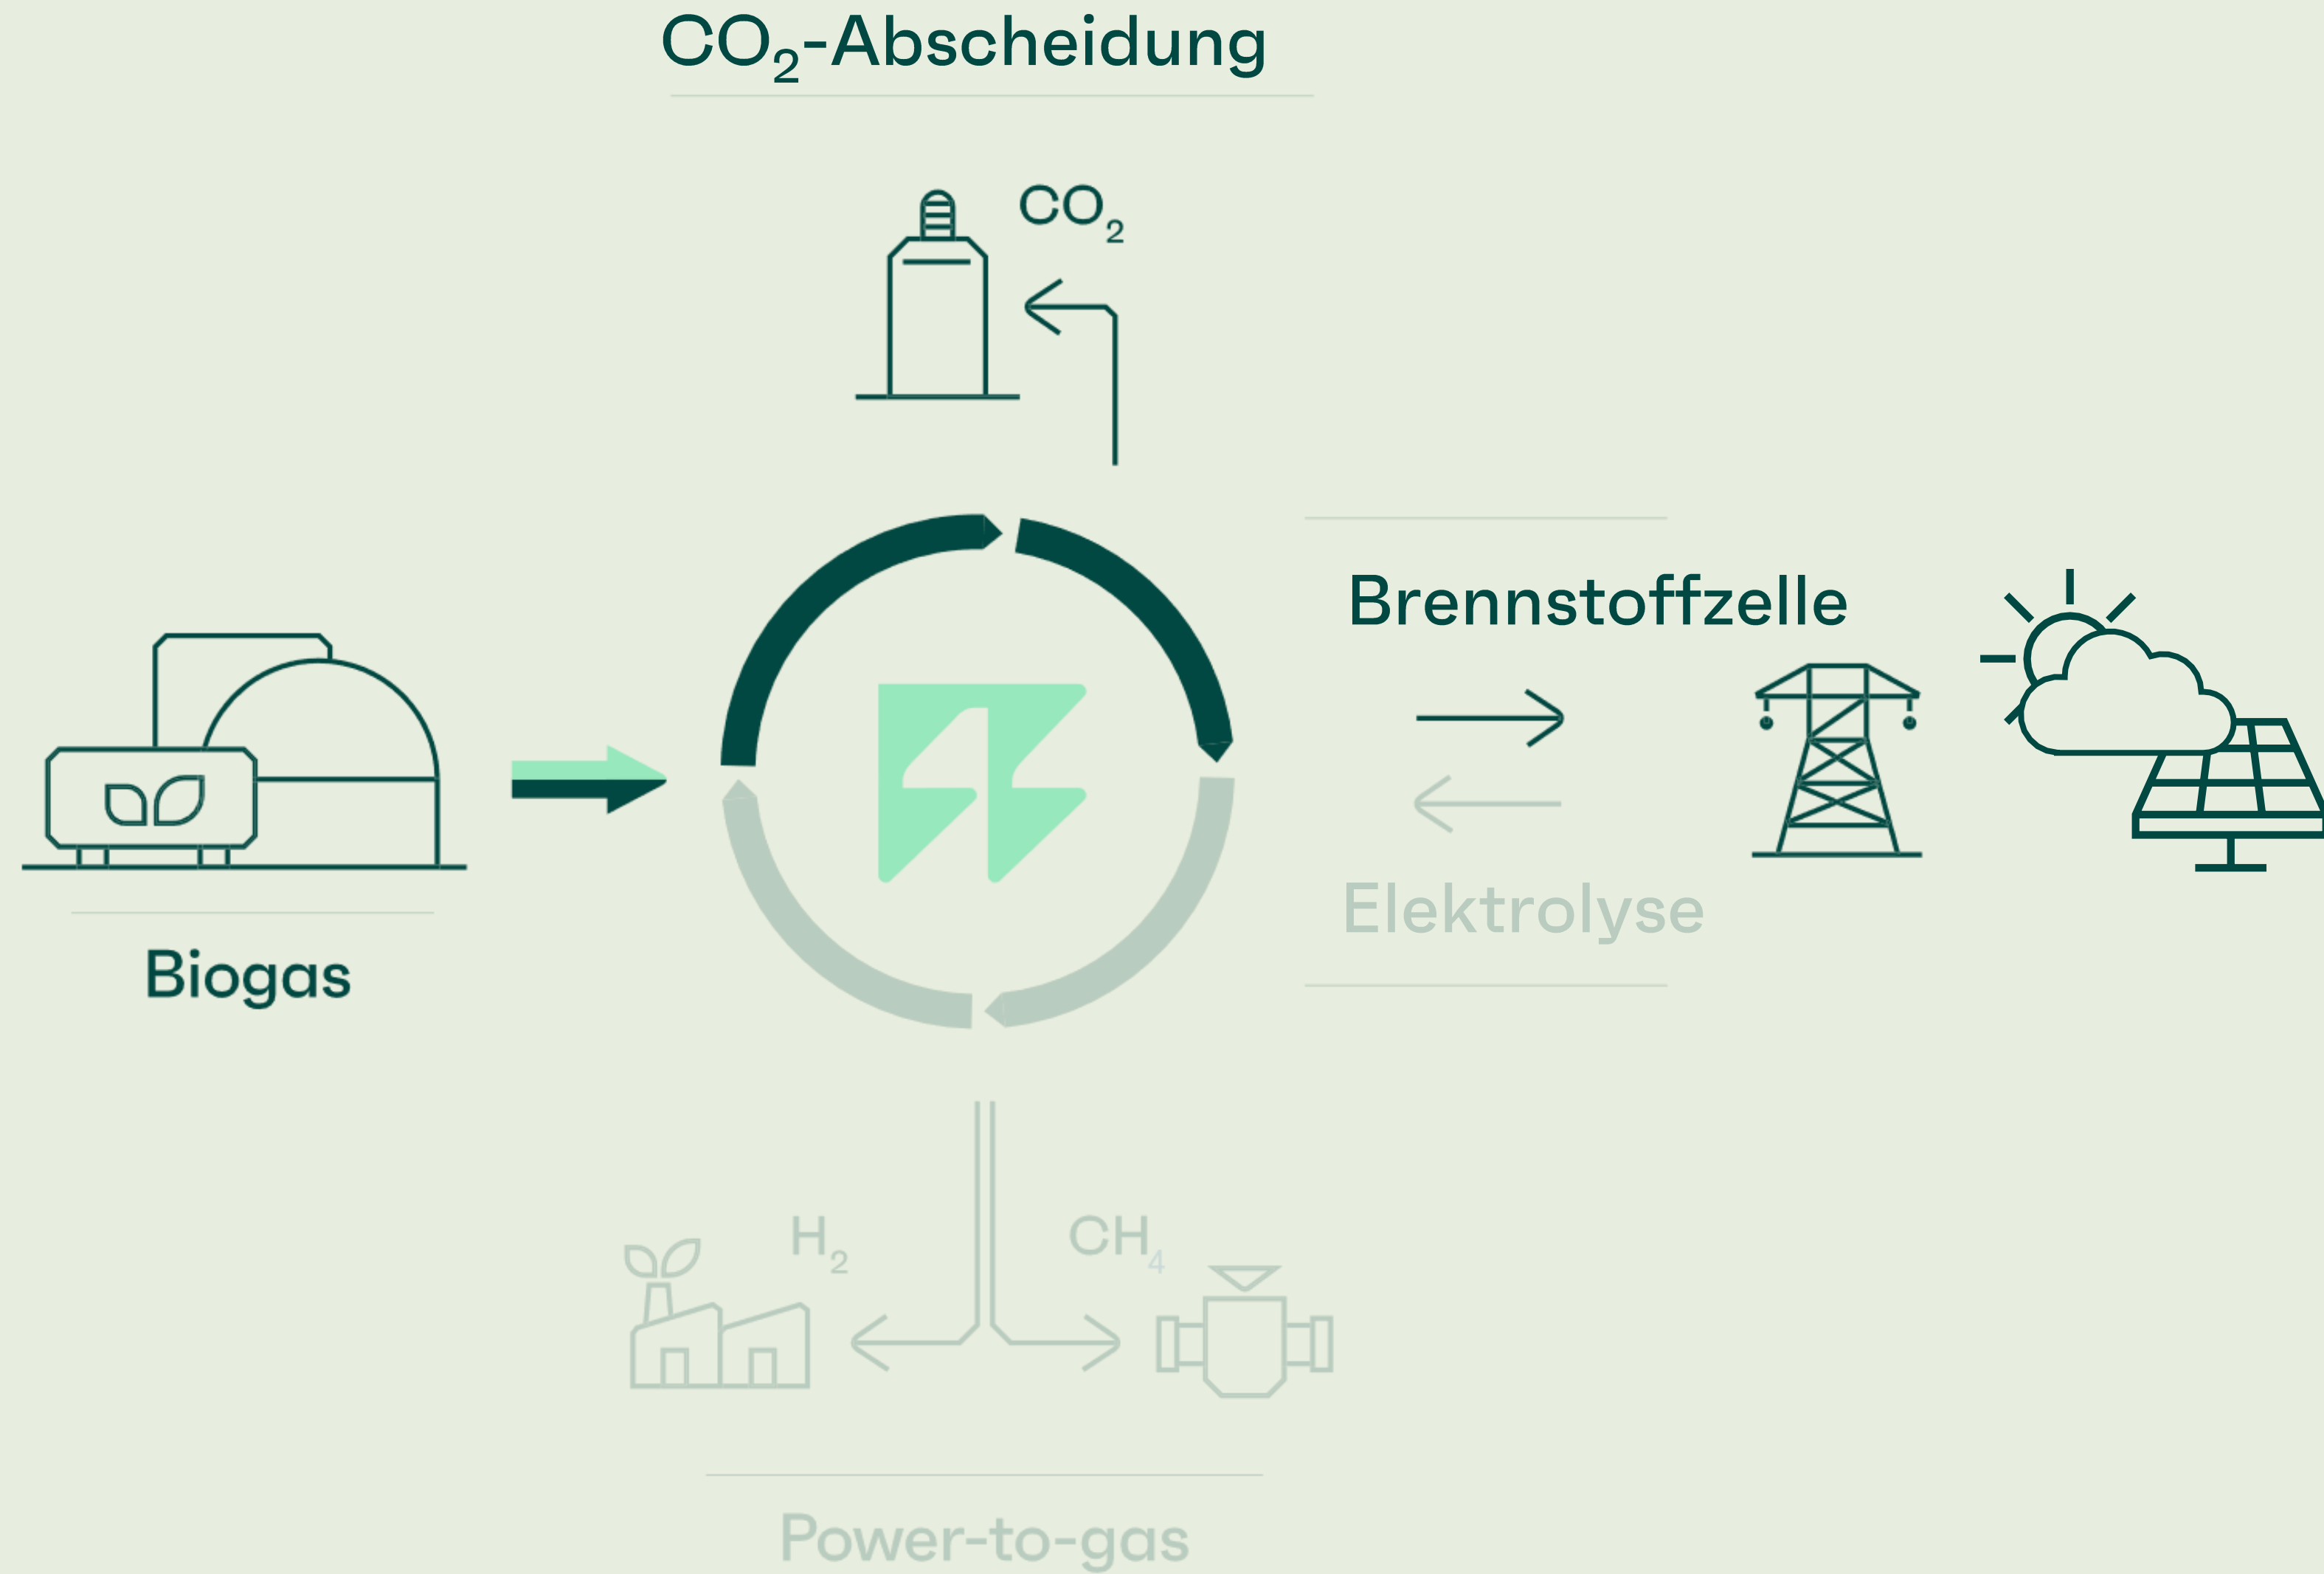 CO₂-Abscheidung
CO₂
Brennstoffzelle
Elektrolyse
Biogas
H₂
CH₄
Power-to-gas